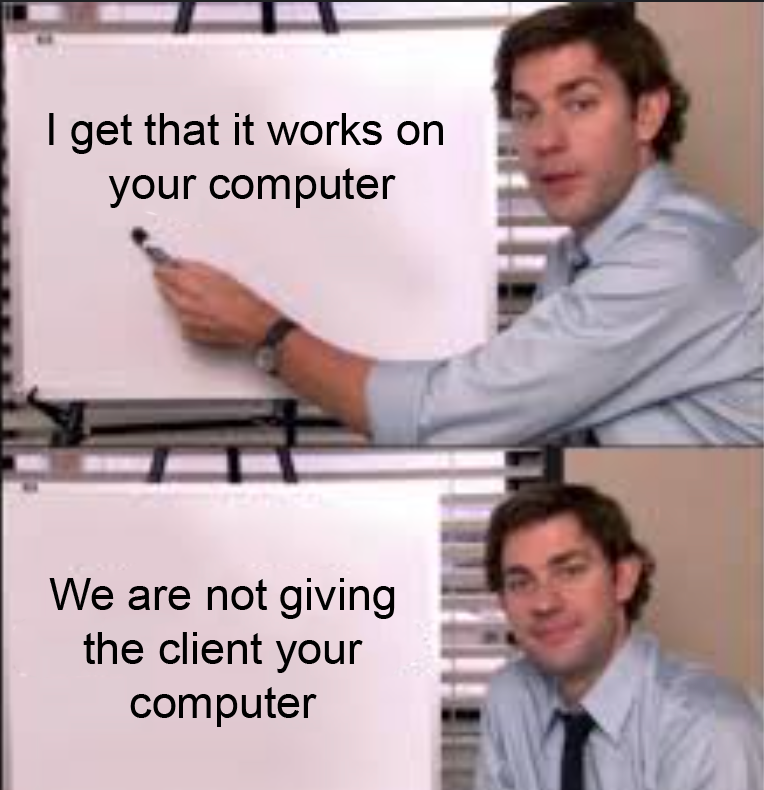 I get that it works on
your computer
We are not giving
the client your
computer